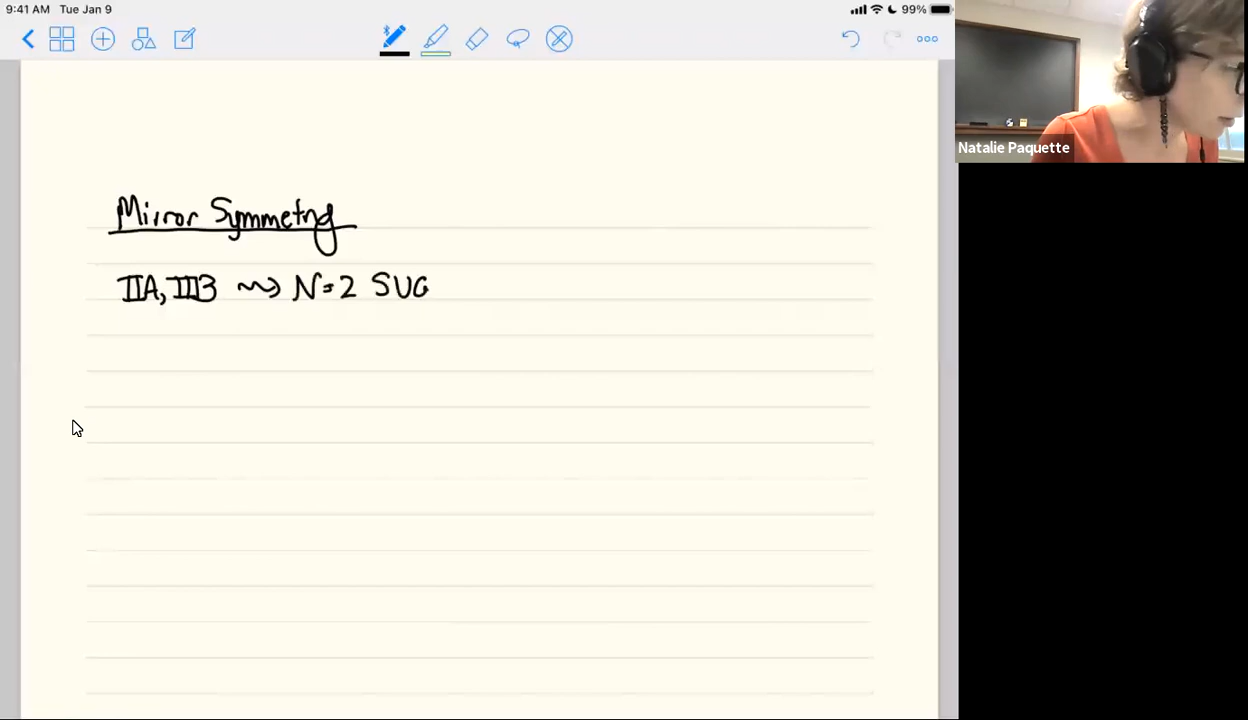 9:41 AM Tue Jan 9
99%
Natalie Paquette
Mirror Symmetry
IIA, IIB ⇝ N=2 SUG